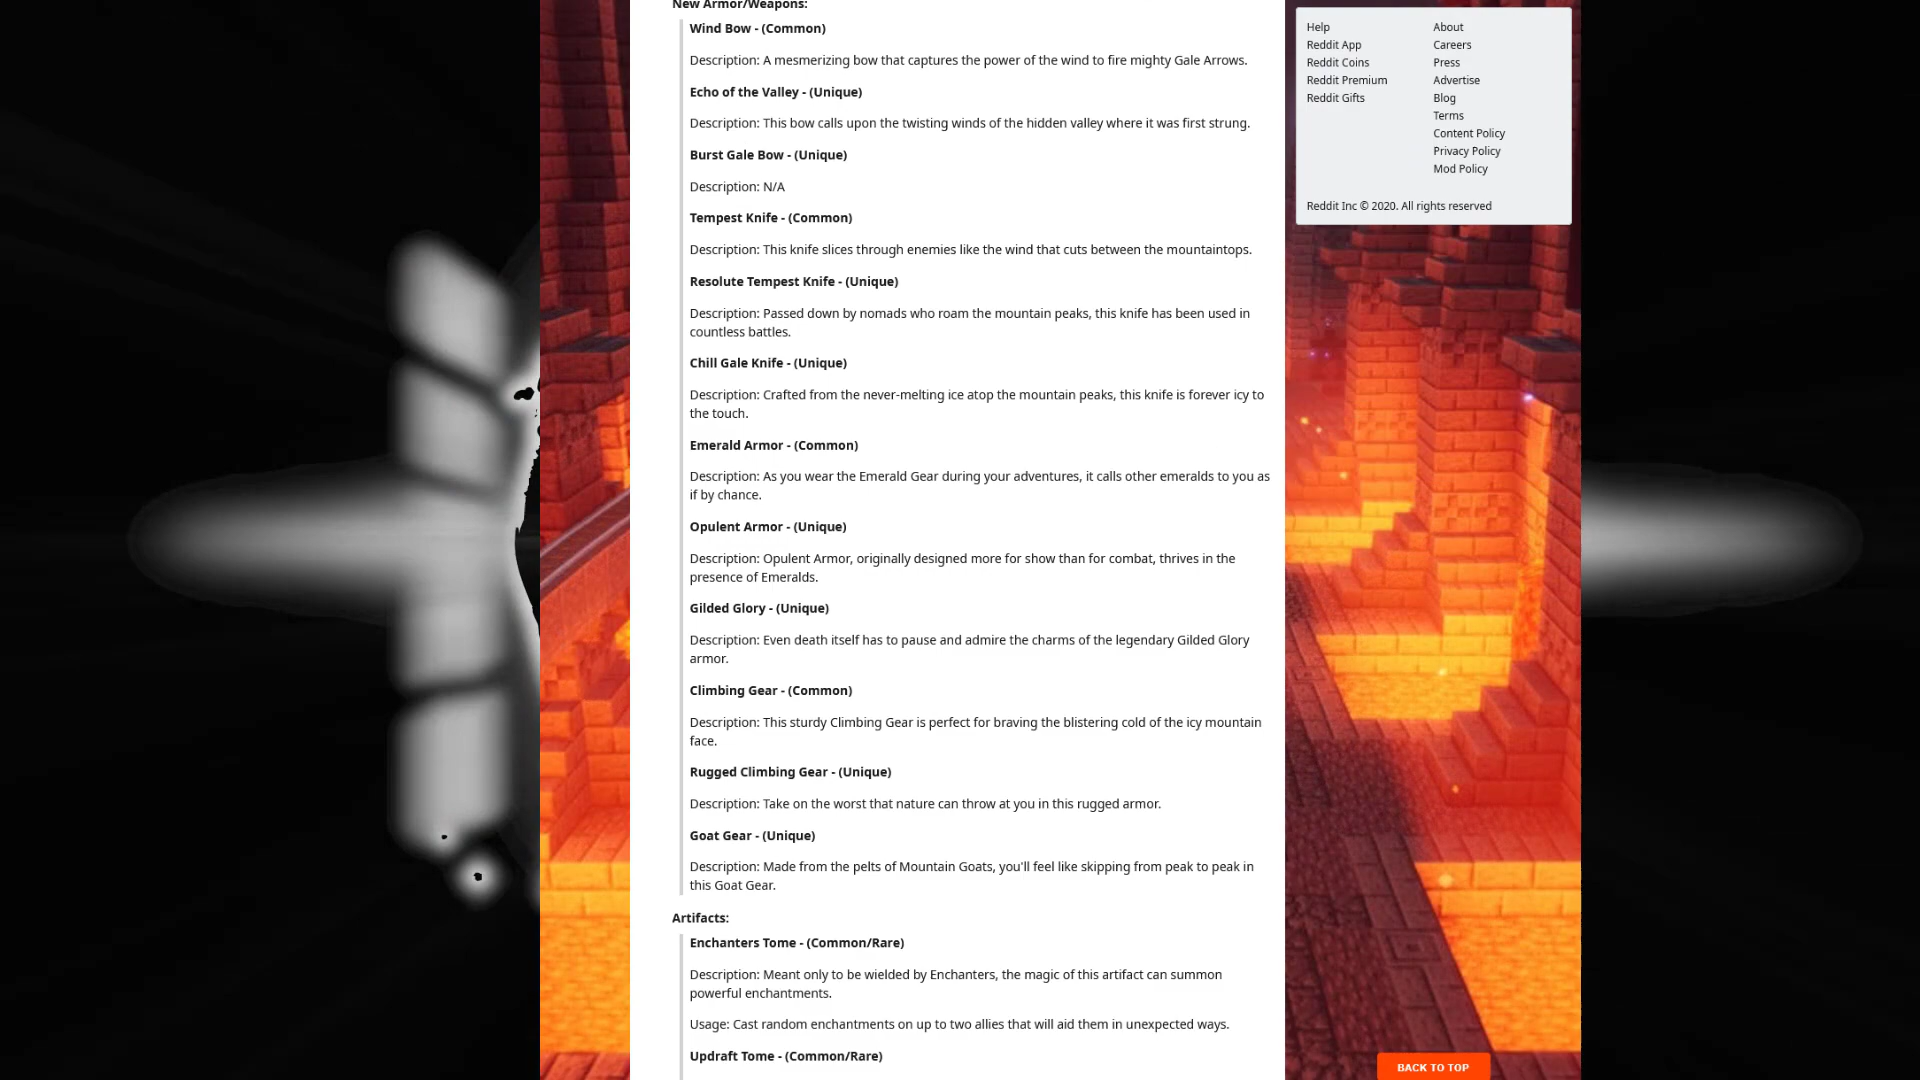 New Armor/Weapons:
Wind Bow - (Common)
Description: A mesmerizing bow that captures the power of the wind to fire mighty Gale Arrows.
Echo of the Valley - (Unique)
Description: This bow calls upon the twisting winds of the hidden valley where it was first strung.
Burst Gale Bow - (Unique)
Description: N/A
Tempest Knife - (Common)
Description: This knife slices through enemies like the wind that cuts between the mountaintops.
Resolute Tempest Knife - (Unique)
Description: Passed down by nomads who roam the mountain peaks, this knife has been used in
countless battles.
Chill Gale Knife - (Unique)
Description: Crafted from the never-melting ice atop the mountain peaks, this knife is forever icy to
the touch.
Emerald Armor - (Common)
Description: As you wear the Emerald Gear during your adventures, it calls other emeralds to you as
if by chance.
Opulent Armor - (Unique)
Description: Opulent Armor, originally designed more for show than for combat, thrives in the
presence of Emeralds.
Gilded Glory - (Unique)
Description: Even death itself has to pause and admire the charms of the legendary Gilded Glory
armor.
Climbing Gear - (Common)
Description: This sturdy Climbing Gear is perfect for braving the blistering cold of the icy mountain
face.
Rugged Climbing Gear - (Unique)
Description: Take on the worst that nature can throw at you in this rugged armor.
Goat Gear - (Unique)
Description: Made from the pelts of Mountain Goats, you'll feel like skipping from peak to peak in
this Goat Gear.
Artifacts:
Enchanters Tome - (Common/Rare)
Description: Meant only to be wielded by Enchanters, the magic of this artifact can summon
powerful enchantments.
Usage: Cast random enchantments on up to two allies that will aid them in unexpected ways.
Updraft Tome - (Common/Rare)
Help
Reddit App
Reddit Coins
Reddit Premium
Reddit Gifts
About
Careers
Press
Advertise
Blog
Terms
Content Policy
Privacy Policy
Mod Policy
Reddit Inc © 2020. All rights reserved
BACK TO TOP